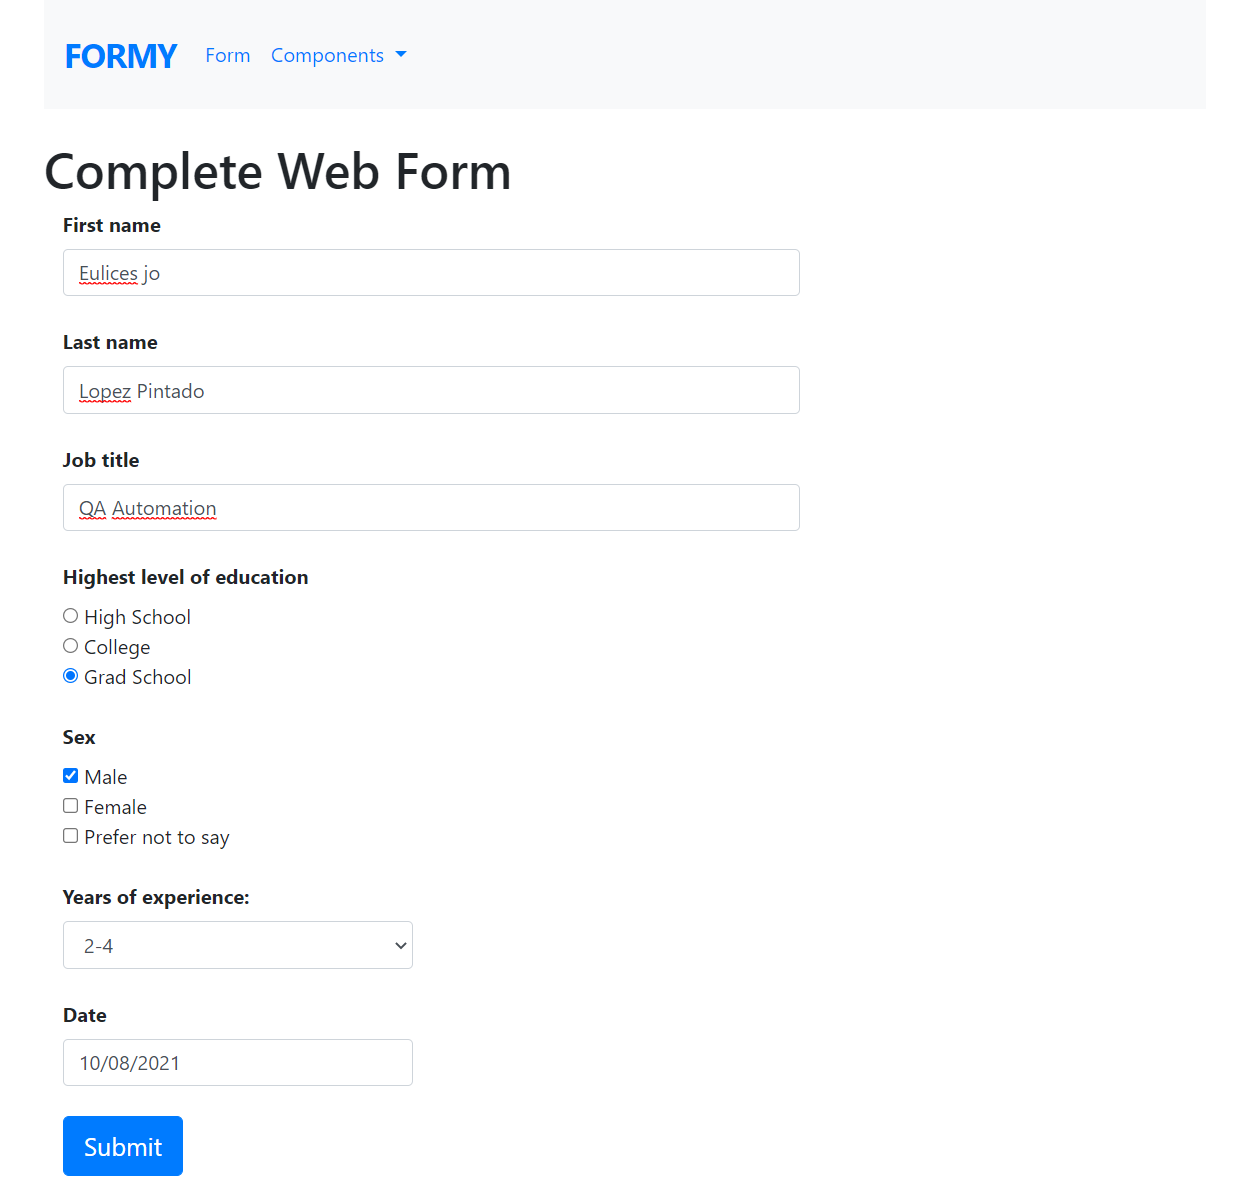 FORMY Form Components
Complete Web Form
First name
Eulices jo
Last name
Lopez Pintado
Job title
QA Automation
Highest level of education
High School
College
Grad School
Sex
Male
Female
Prefer not to say
Years of experience:
2-4
Date
10/08/2021
Submit